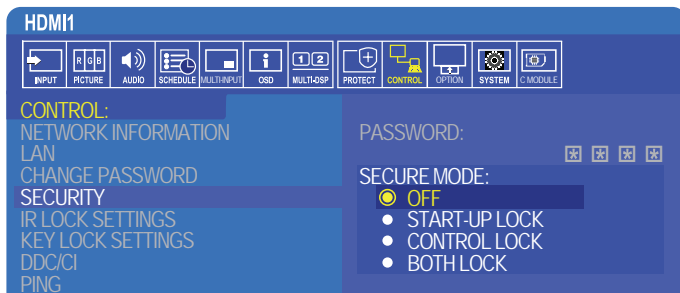 HDMI1
INPUT PICTURE AUDIO SCHEDULE MULTI-INPUT OSD MULTI-DSP PROTECT CONTROL OPTION SYSTEM C MODULE
R G B
1 2
CONTROL:
NETWORK INFORMATION
LAN
CHANGE PASSWORD
SECURITY
IR LOCK SETTINGS
KEY LOCK SETTINGS
DDC/CI
PING
PASSWORD:
* * * *
SECURE MODE:
OFF
START-UP LOCK
CONTROL LOCK
BOTH LOCK